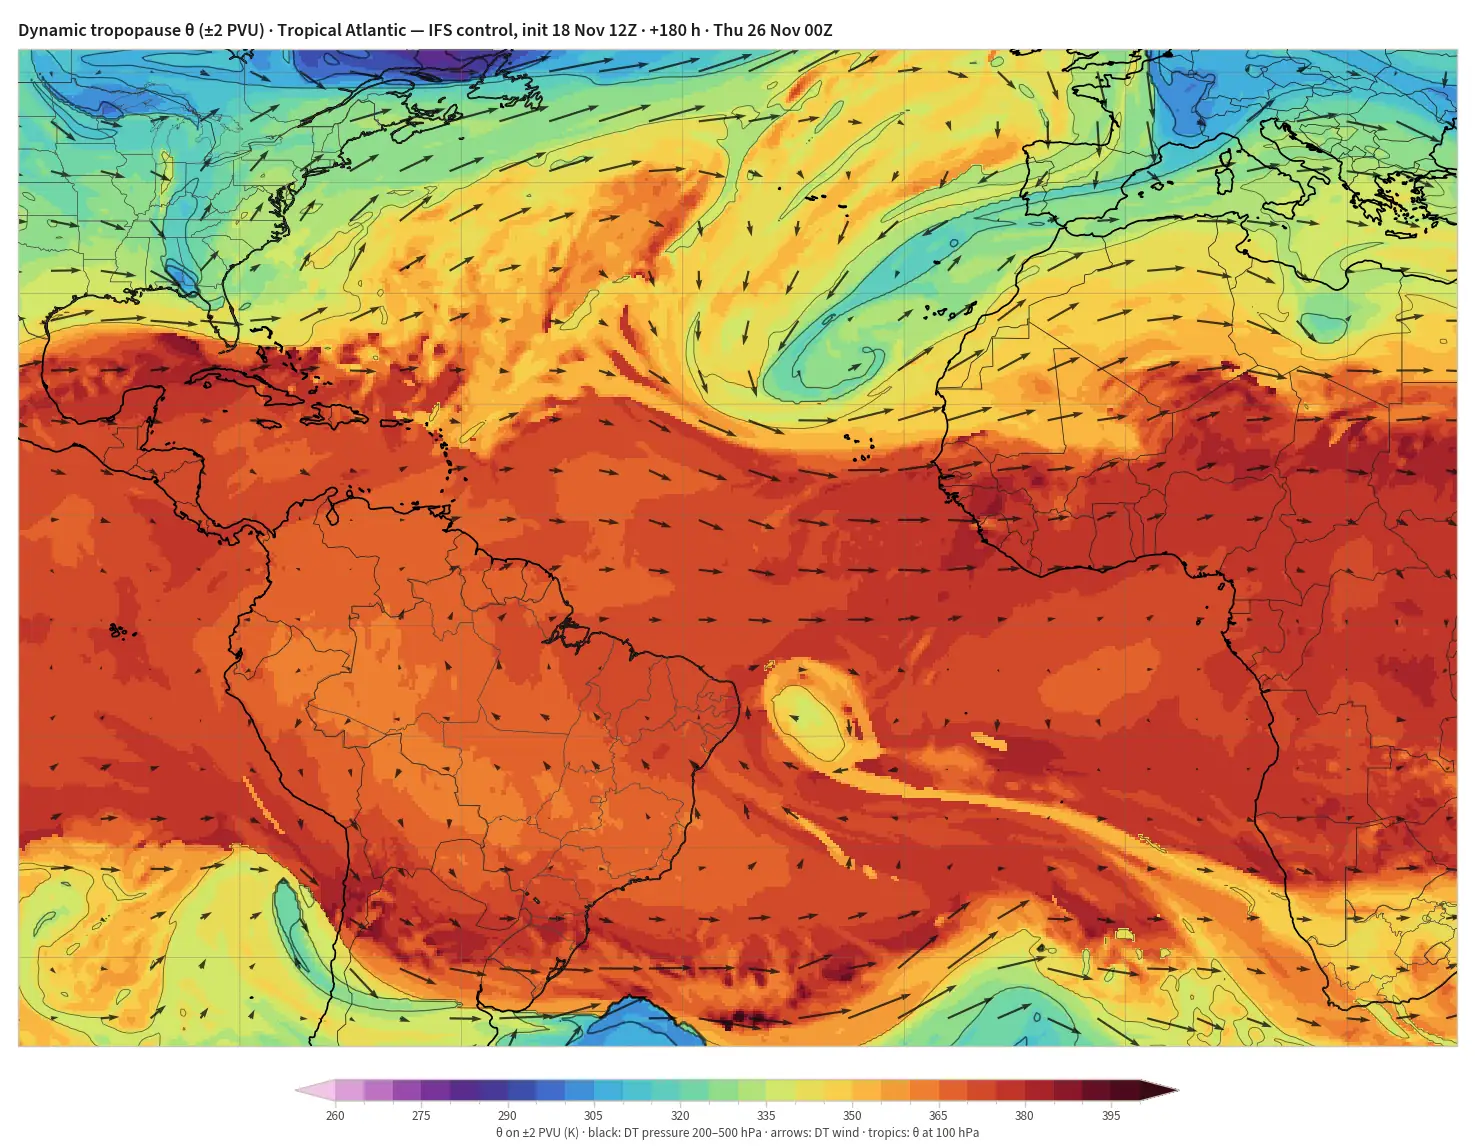 Dynamic tropopause θ (±2 PVU) · Tropical Atlantic — IFS control, init 18 Nov 12Z · +180 h · Thu 26 Nov 00Z
260 275 290 305 320 335 350 365 380 395
θ on ±2 PVU (K) · black: DT pressure 200–500 hPa · arrows: DT wind · tropics: θ at 100 hPa